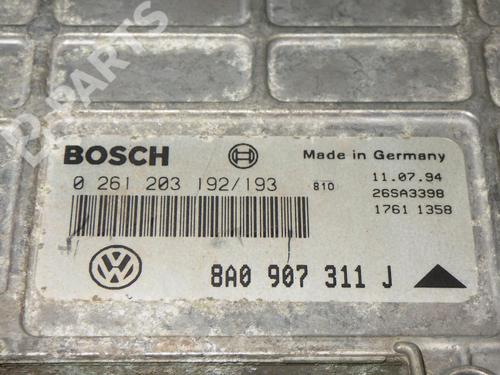 B-PARTS
BOSCH
Made in Germany
0 261 203 192/193
810
11.07.94
26SA3398
1761 1358
8A0 907 311 J